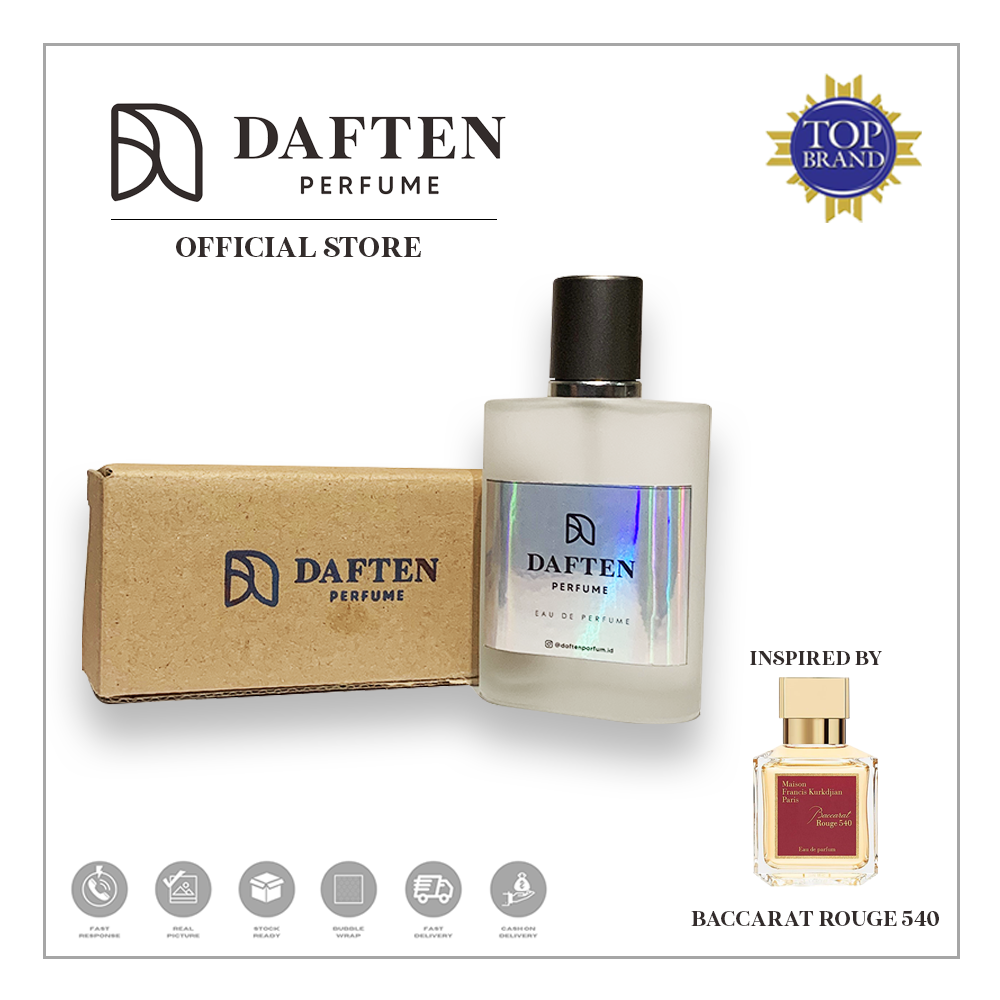 DAFTEN
PERFUME
OFFICIAL STORE
TOP
BRAND
DAFTEN
PERFUME
DAFTEN
PERFUME
EAU DE PERFUME
@daftenparfum.id
INSPIRED BY
Maison
Francis Kurkdjian
Paris
Baccarat
Rouge 540
Eau de parfum
BACCARAT ROUGE 540
FAST
RESPONSE
REAL
PICTURE
STOCK
READY
BUBBLE
WRAP
FAST
DELIVERY
CASH ON
DELIVERY